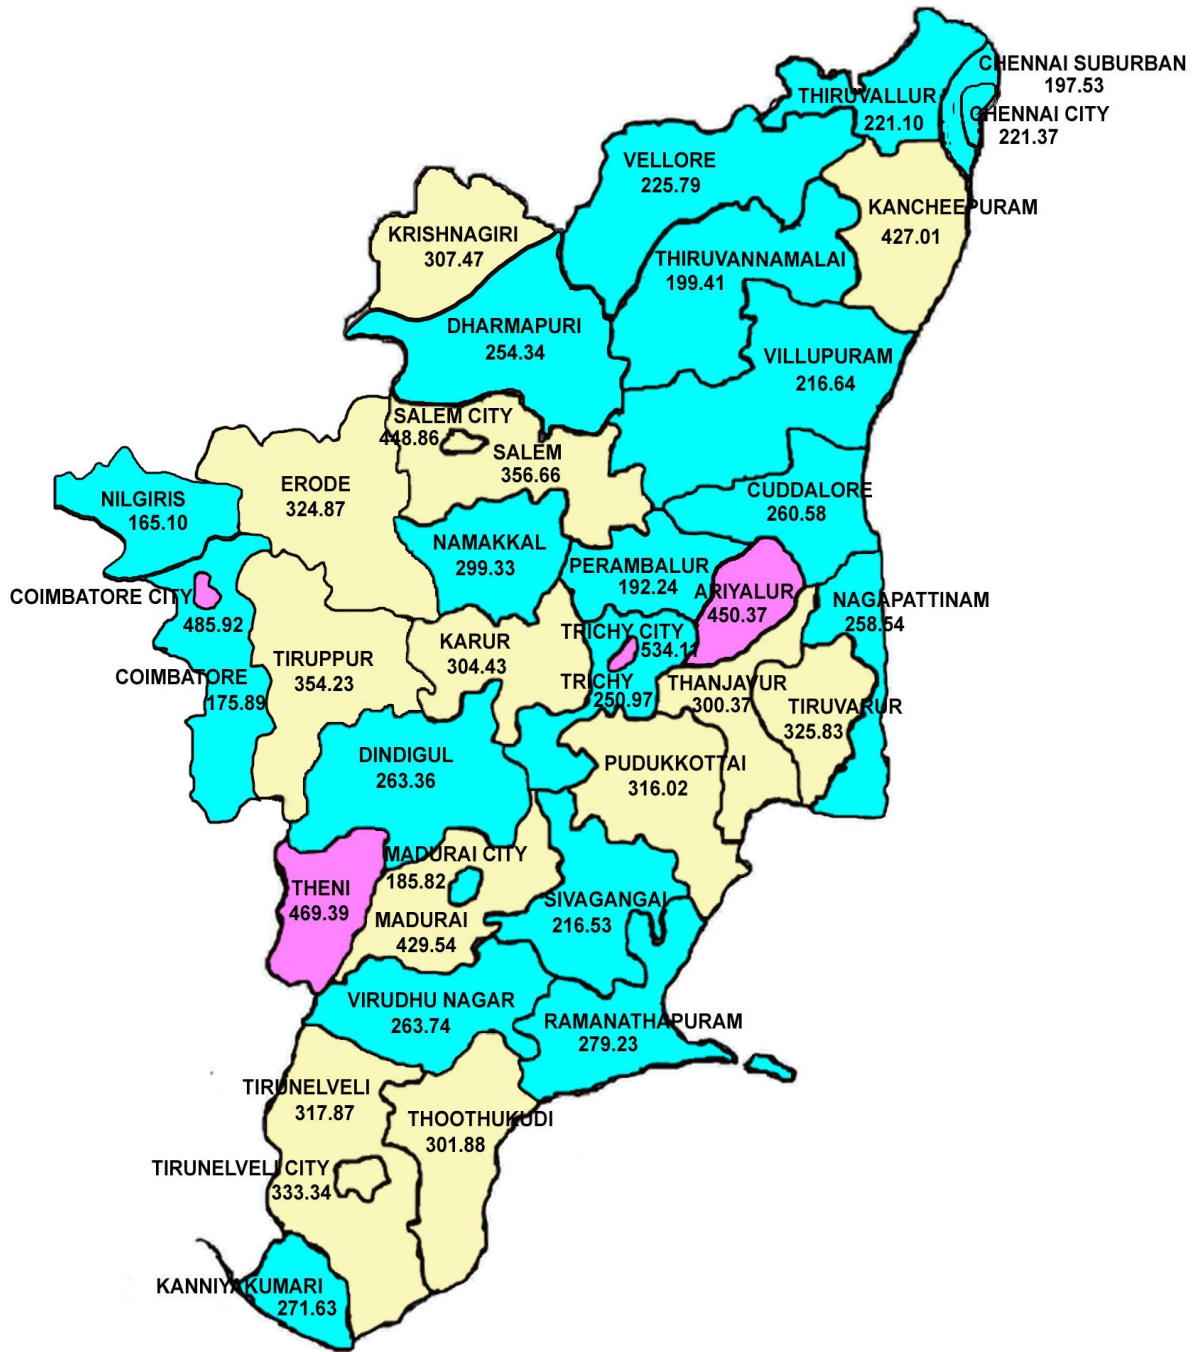 CHENNAI SUBURBAN
197.53
THIRUVALLUR
221.10
CHENNAI CITY
221.37
VELLORE
225.79
KANCHEEPURAM
427.01
KRISHNAGIRI
307.47
THIRUVANNAMALAI
199.41
DHARMAPURI
254.34
VILLUPURAM
216.64
SALEM CITY
448.86
SALEM
356.66
ERODE
324.87
NILGIRIS
165.10
CUDDALORE
260.58
NAMAKKAL
299.33
PERAMBALUR
192.24
ARIYALUR
450.37
COIMBATORE CITY
485.92
NAGAPATTINAM
258.54
TRICHY CITY
534.11
KARUR
304.43
TIRUPPUR
354.23
COIMBATORE
175.89
TRICHY
250.97
THANJAVUR
300.37
TIRUVARUR
325.83
DINDIGUL
263.36
PUDUKKOTTAI
316.02
MADURAI CITY
185.82
THENI
469.39
MADURAI
429.54
SIVAGANGAI
216.53
VIRUDHU NAGAR
263.74
RAMANATHAPURAM
279.23
TIRUNELVELI
317.87
THOOTHUKUDI
301.88
TIRUNELVELI CITY
333.34
KANNIYAKUMARI
271.63